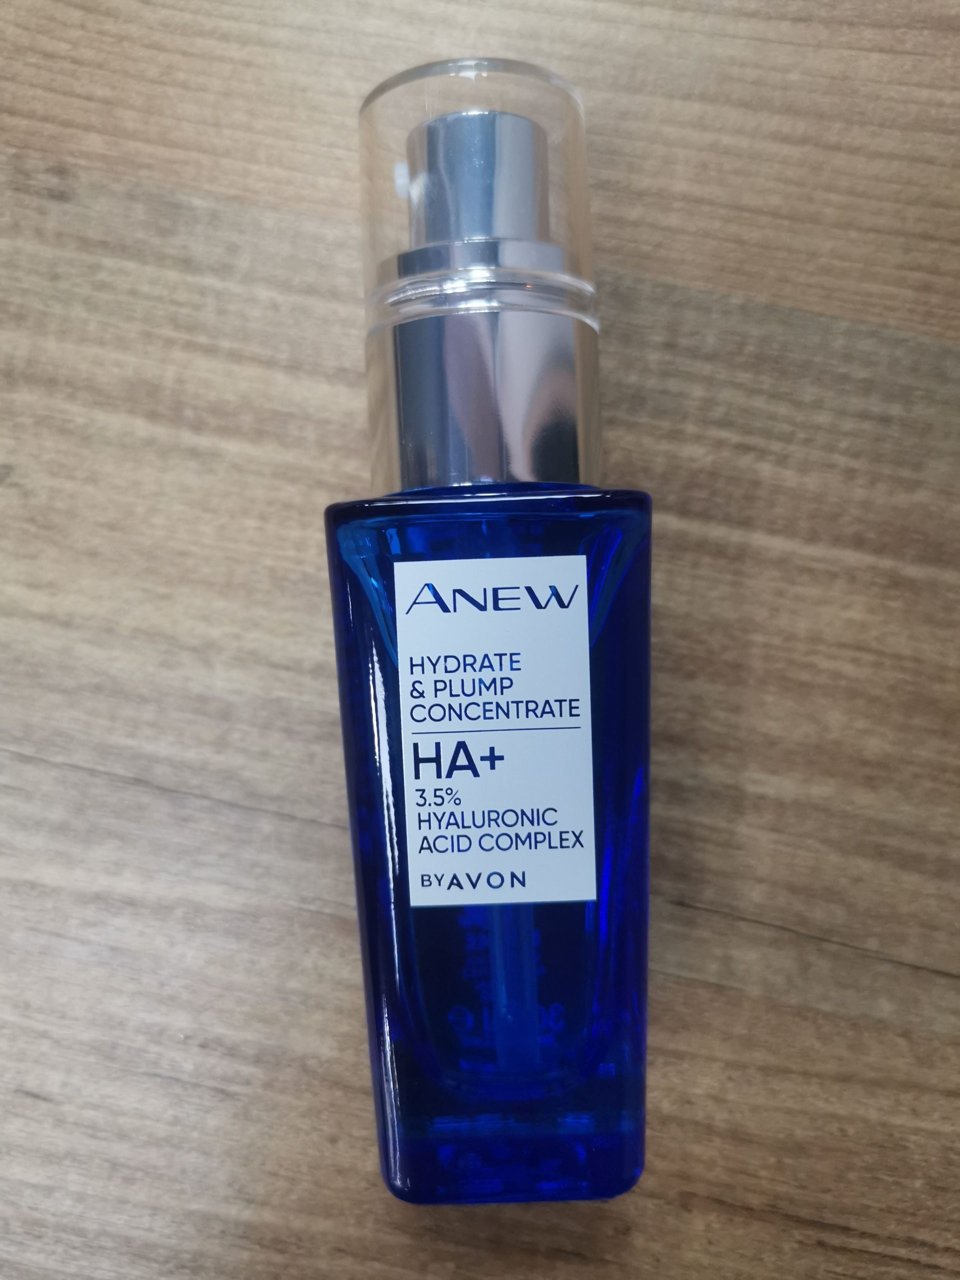 ANEW
HYDRATE
& PLUMP
CONCENTRATE
HA+
3.5%
HYALURONIC
ACID COMPLEX
BY AVON